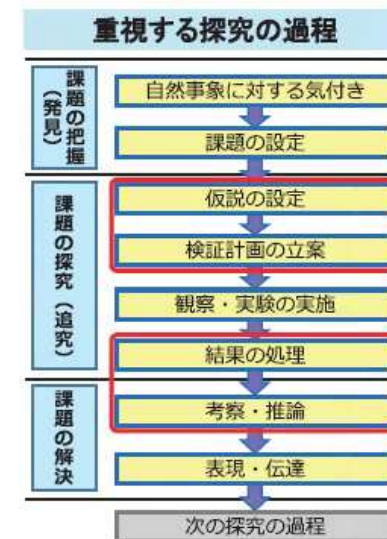 重視する探究の過程
課題の把握
（発見）
自然事象に対する気付き
課題の設定
課題の探究（追究）
仮説の設定
検証計画の立案
観察・実験の実施
結果の処理
課題の解決
考察・推論
表現・伝達
次の探究の過程